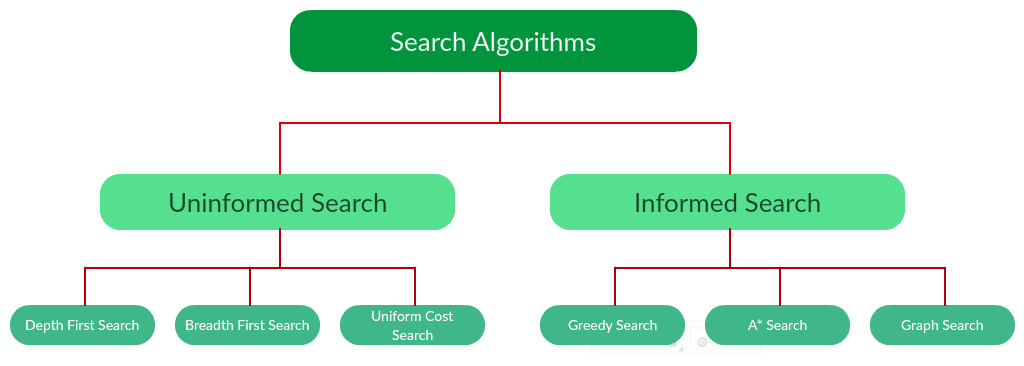 Search Algorithms
Uninformed Search
Informed Search
Depth First Search
Breadth First Search
Uniform Cost
Search
Greedy Search
A* Search
Graph Search